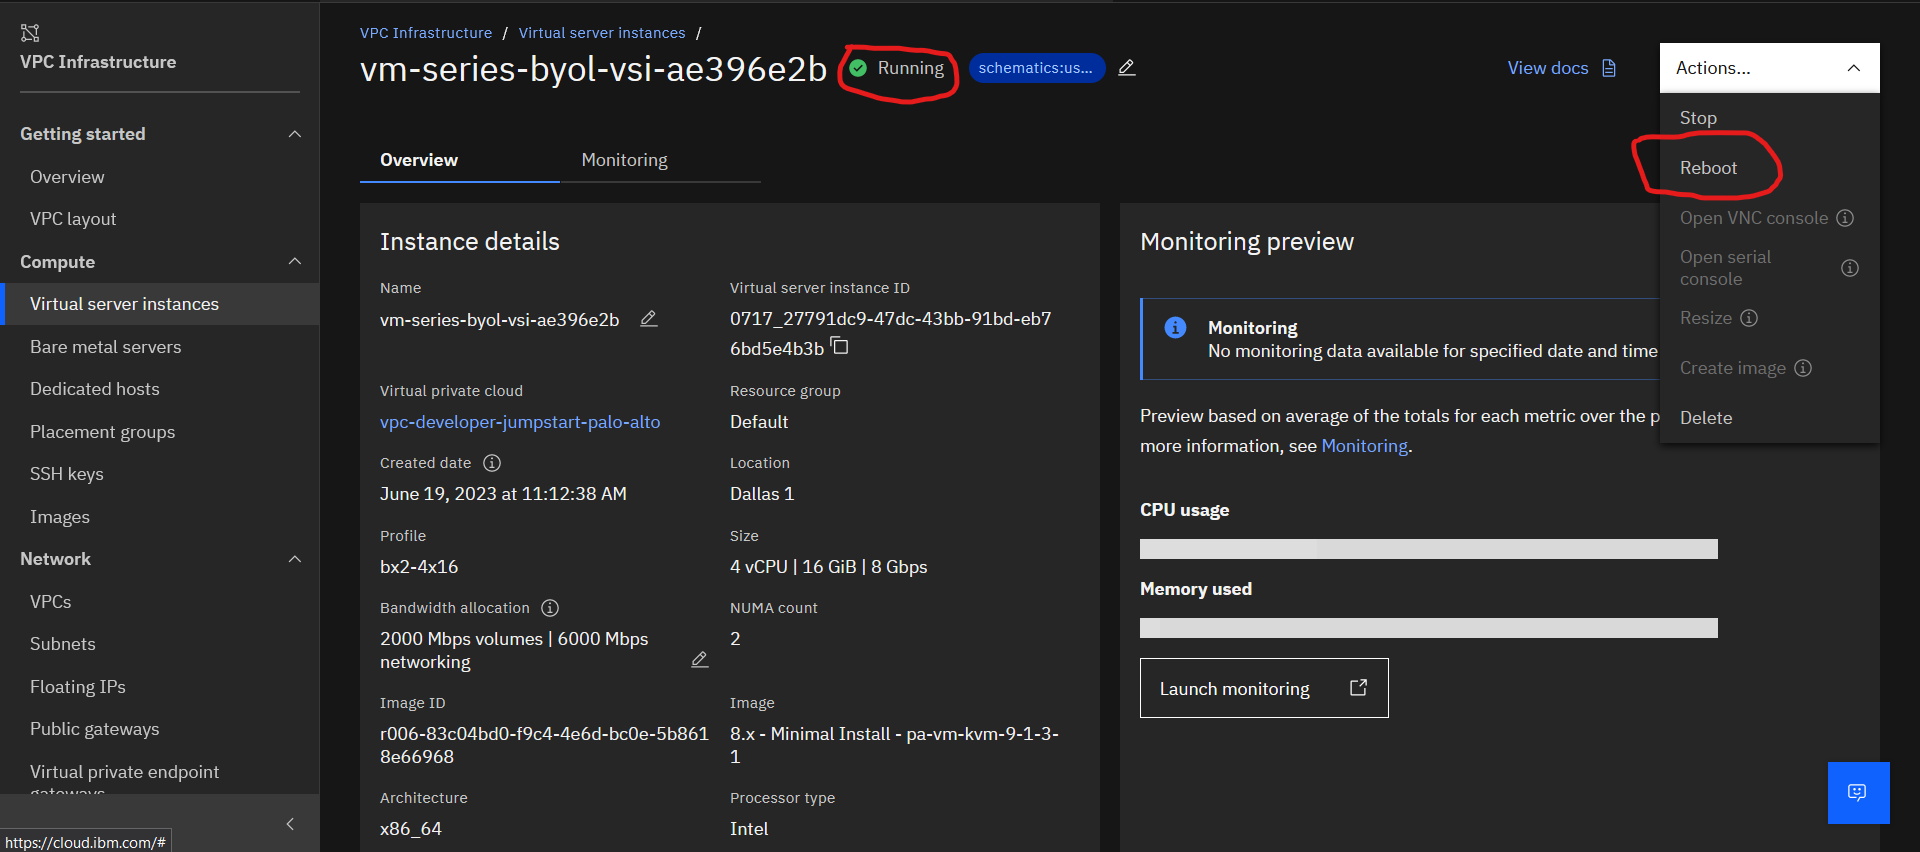 VPC Infrastructure
Getting started
Overview
VPC layout
Compute
Virtual server instances
Bare metal servers
Dedicated hosts
Placement groups
SSH keys
Images
Network
VPCs
Subnets
Floating IPs
Public gateways
Virtual private endpoint
gateways
https://cloud.ibm.com/#
VPC Infrastructure / Virtual server instances /
vm-series-byol-vsi-ae396e2b Running schematics:us...
View docs
Actions...
Stop
Reboot
Open VNC console
Open serial
console
Resize
Create image
Delete
Overview Monitoring
Instance details
Name
vm-series-byol-vsi-ae396e2b
Virtual server instance ID
0717_27791dc9-47dc-43bb-91bd-eb7
6bd5e4b3b
Virtual private cloud
vpc-developer-jumpstart-palo-alto
Resource group
Default
Created date
June 19, 2023 at 11:12:38 AM
Location
Dallas 1
Profile
bx2-4x16
Size
4 vCPU | 16 GiB | 8 Gbps
Bandwidth allocation
2000 Mbps volumes | 6000 Mbps
networking
NUMA count
2
Image ID
r006-83c04bd0-f9c4-4e6d-bc0e-5b861
8e66968
Image
8.x - Minimal Install - pa-vm-kvm-9-1-3-
1
Architecture
x86_64
Processor type
Intel
Monitoring preview
Monitoring
No monitoring data available for specified date and time
Preview based on average of the totals for each metric over the p
more information, see Monitoring.
CPU usage
Memory used
Launch monitoring